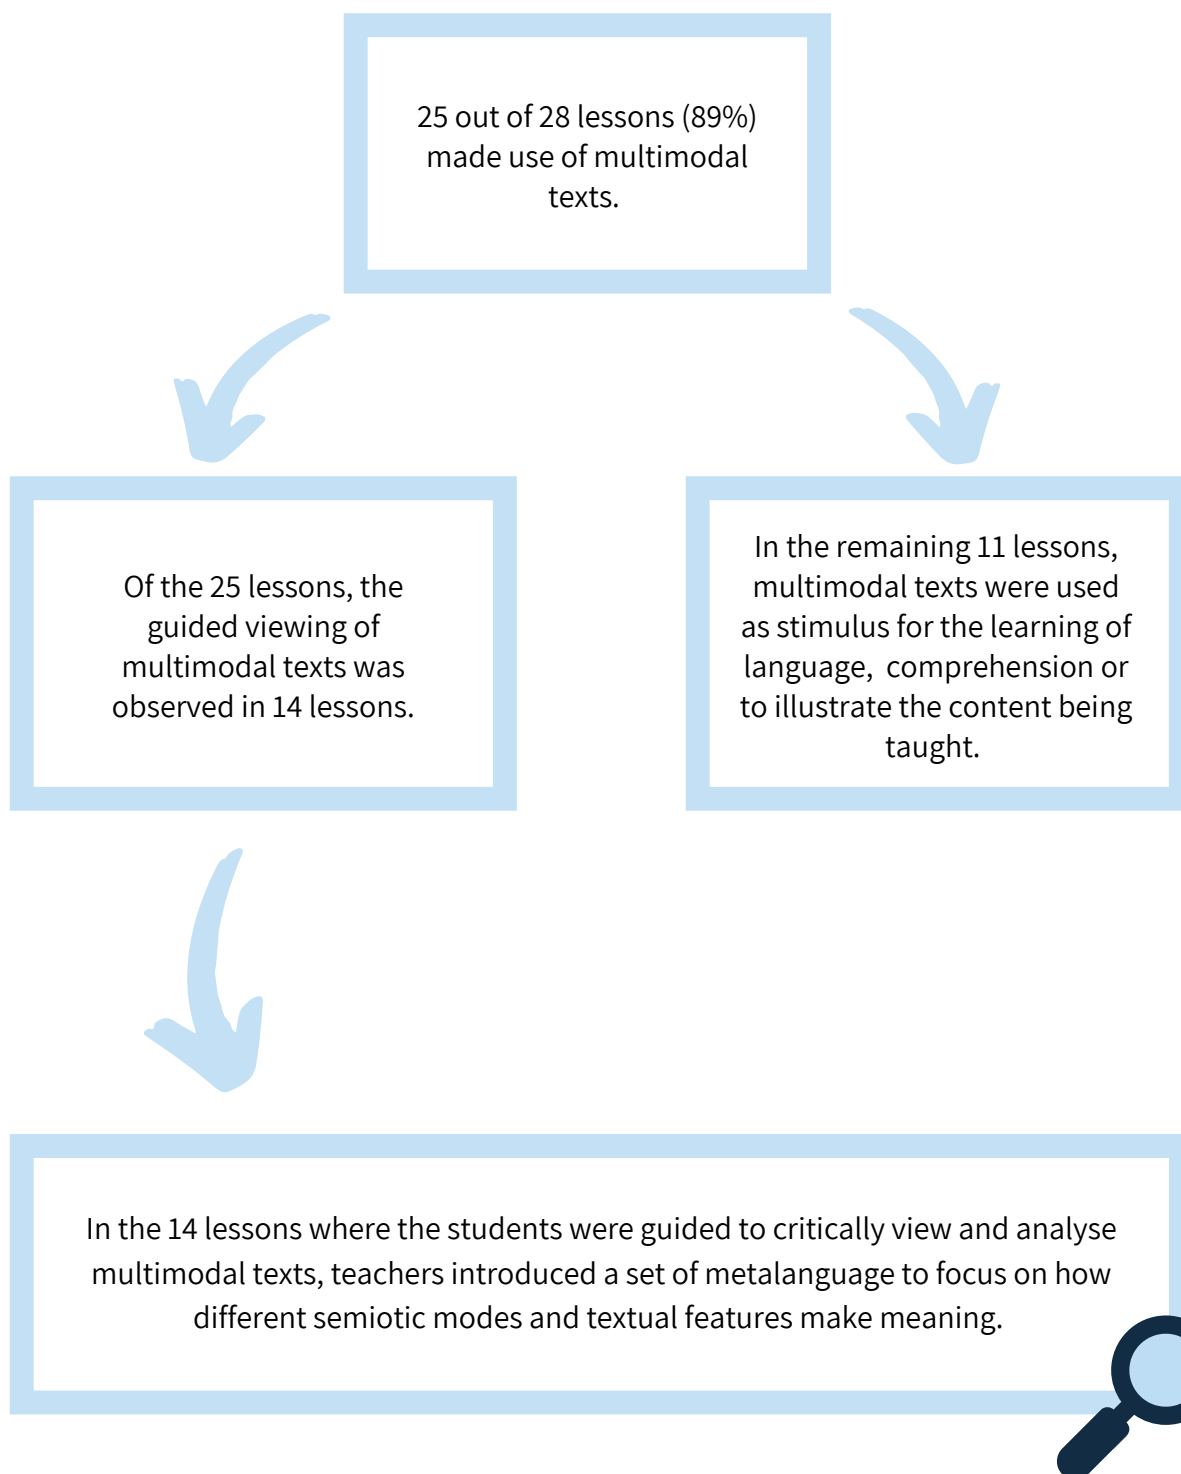 25 out of 28 lessons (89%)
made use of multimodal
texts.
Of the 25 lessons, the
guided viewing of
multimodal texts was
observed in 14 lessons.
In the remaining 11 lessons,
multimodal texts were used
as stimulus for the learning of
language, comprehension or
to illustrate the content being
taught.
In the 14 lessons where the students were guided to critically view and analyse
multimodal texts, teachers introduced a set of metalanguage to focus on how
different semiotic modes and textual features make meaning.